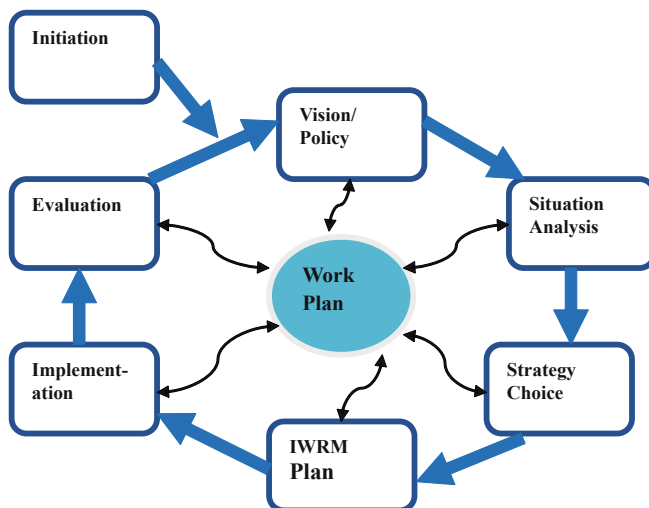 Initiation
Vision/
Policy
Evaluation
Situation
Analysis
Work
Plan
Implement-
ation
Strategy
Choice
IWRM
Plan